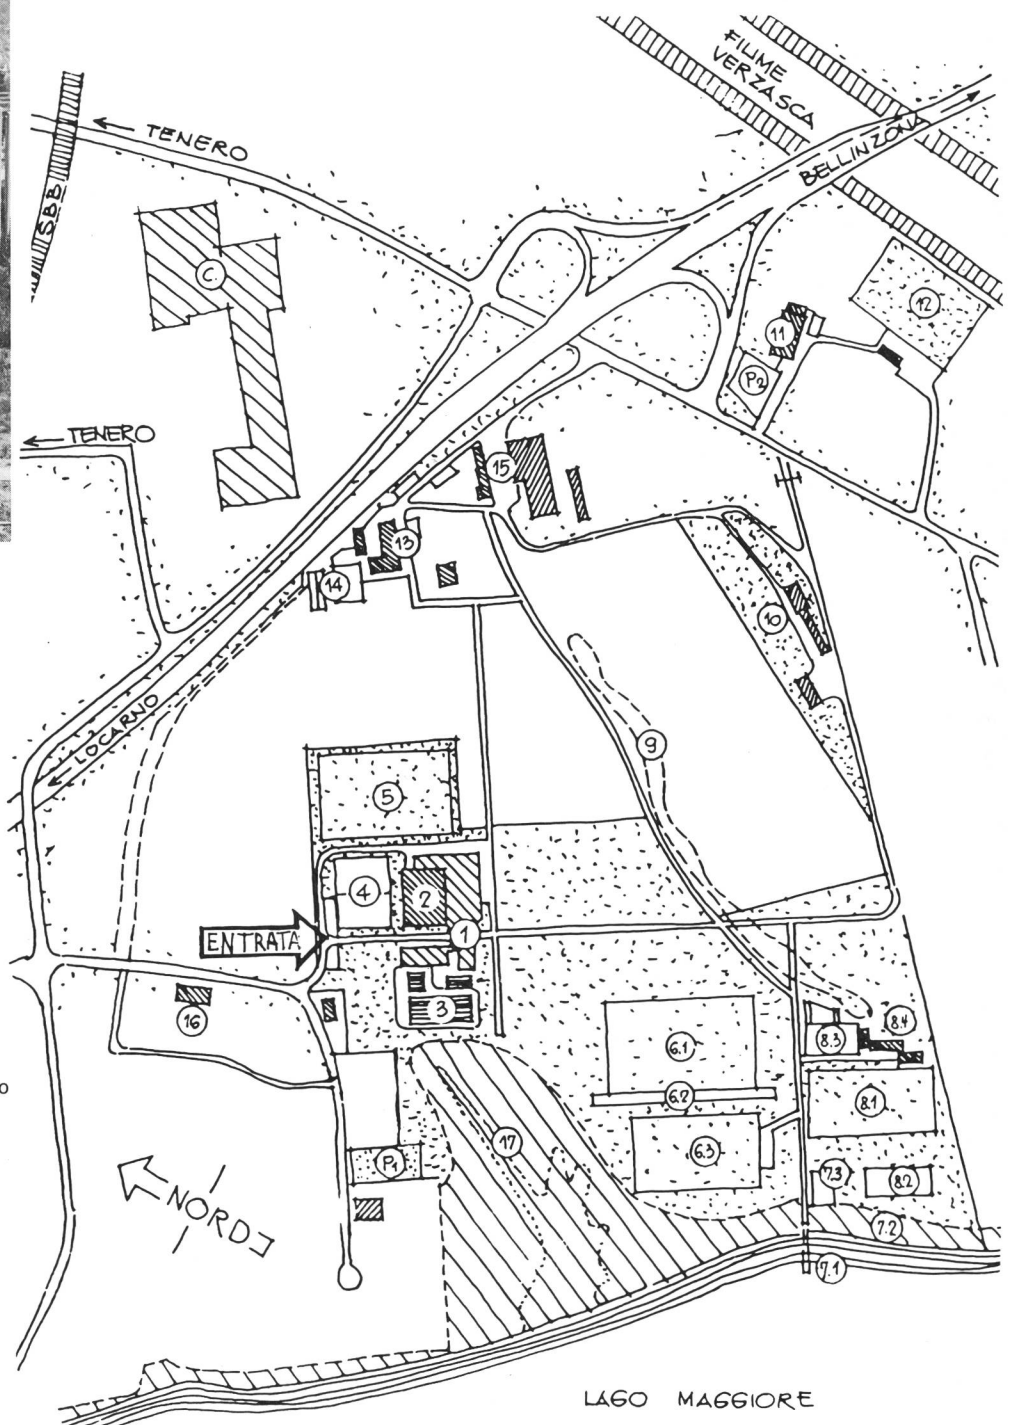 FIUME
VERZASCA
TENERO
BELLINZONA
SBB
C.
12
11
P2
TENERO
15
13
14
10
LOCARNO
9
5
4
2
ENTRATA
1
3
16
6.1
8.3
8.4
6.2
8.1
17
6.3
P1
7.3
8.2
NORD
7.2
7.1
o
LAGO MAGGIORE